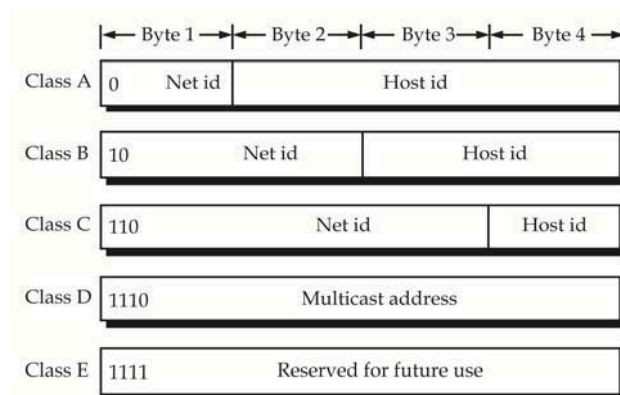 Byte 1 Byte 2 Byte 3 Byte 4
Class A 0 Net id Host id
Class B 10 Net id Host id
Class C 110 Net id Host id
Class D 1110 Multicast address
Class E 1111 Reserved for future use